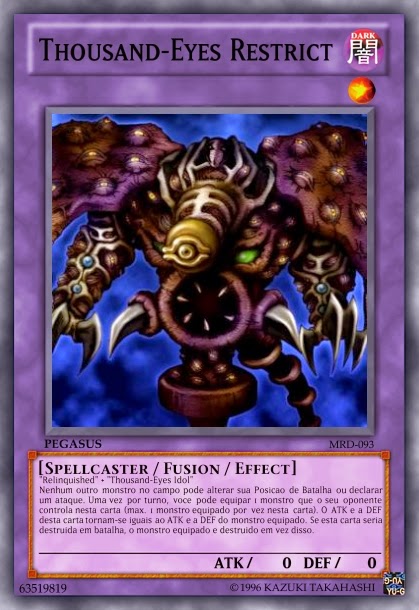 THOUSAND-EYES RESTRICT
DARK
闇
PEGASUS MRD-093
[SPELLCASTER / FUSION / EFFECT]
"Relinquished" + "Thousand-Eyes Idol"
Nenhum outro monstro no campo pode alterar sua Posicao de Batalha ou declarar
um ataque. Uma vez por turno, voce pode equipar 1 monstro que o seu oponente
controla nesta carta (max. 1 monstro equipado por vez nesta carta). O ATK e a DEF
desta carta tornam-se iguais ao ATK e a DEF do monstro equipado. Se esta carta seria
destruida em batalha, o monstro equipado e destruido em vez disso.
ATK / 0 DEF / 0
63519819 ©1996 KAZUKI TAKAHASHI